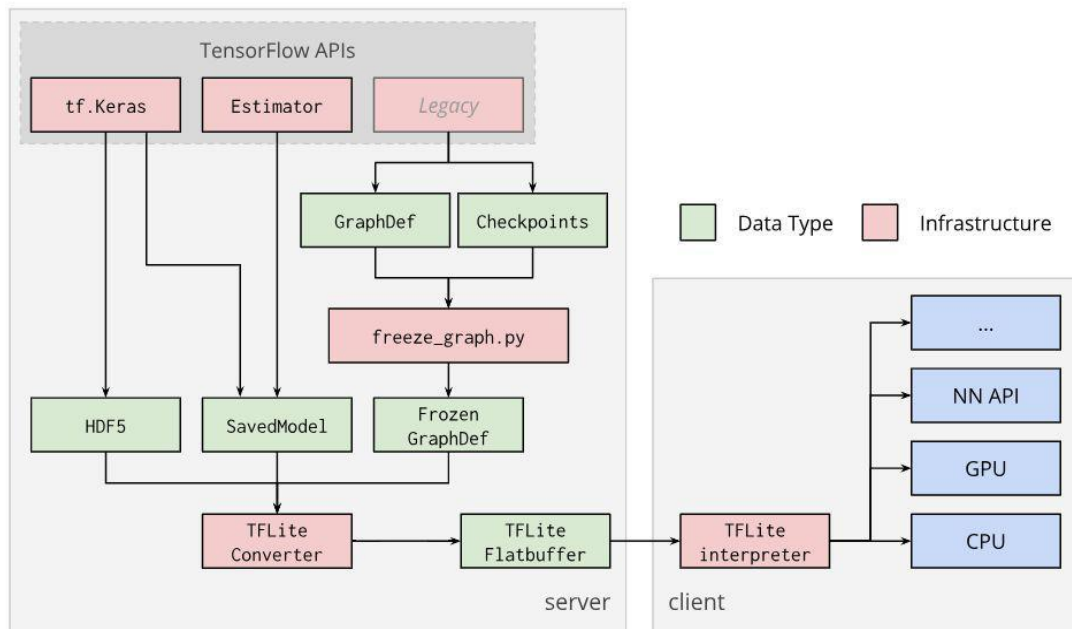 TensorFlow APIs
tf.Keras
Estimator
Legacy
GraphDef
Checkpoints
Data Type
Infrastructure
freeze_graph.py
...
NN API
HDF5
SavedModel
Frozen
GraphDef
GPU
TFLite
Converter
TFLite
Flatbuffer
TFLite
interpreter
CPU
server
client